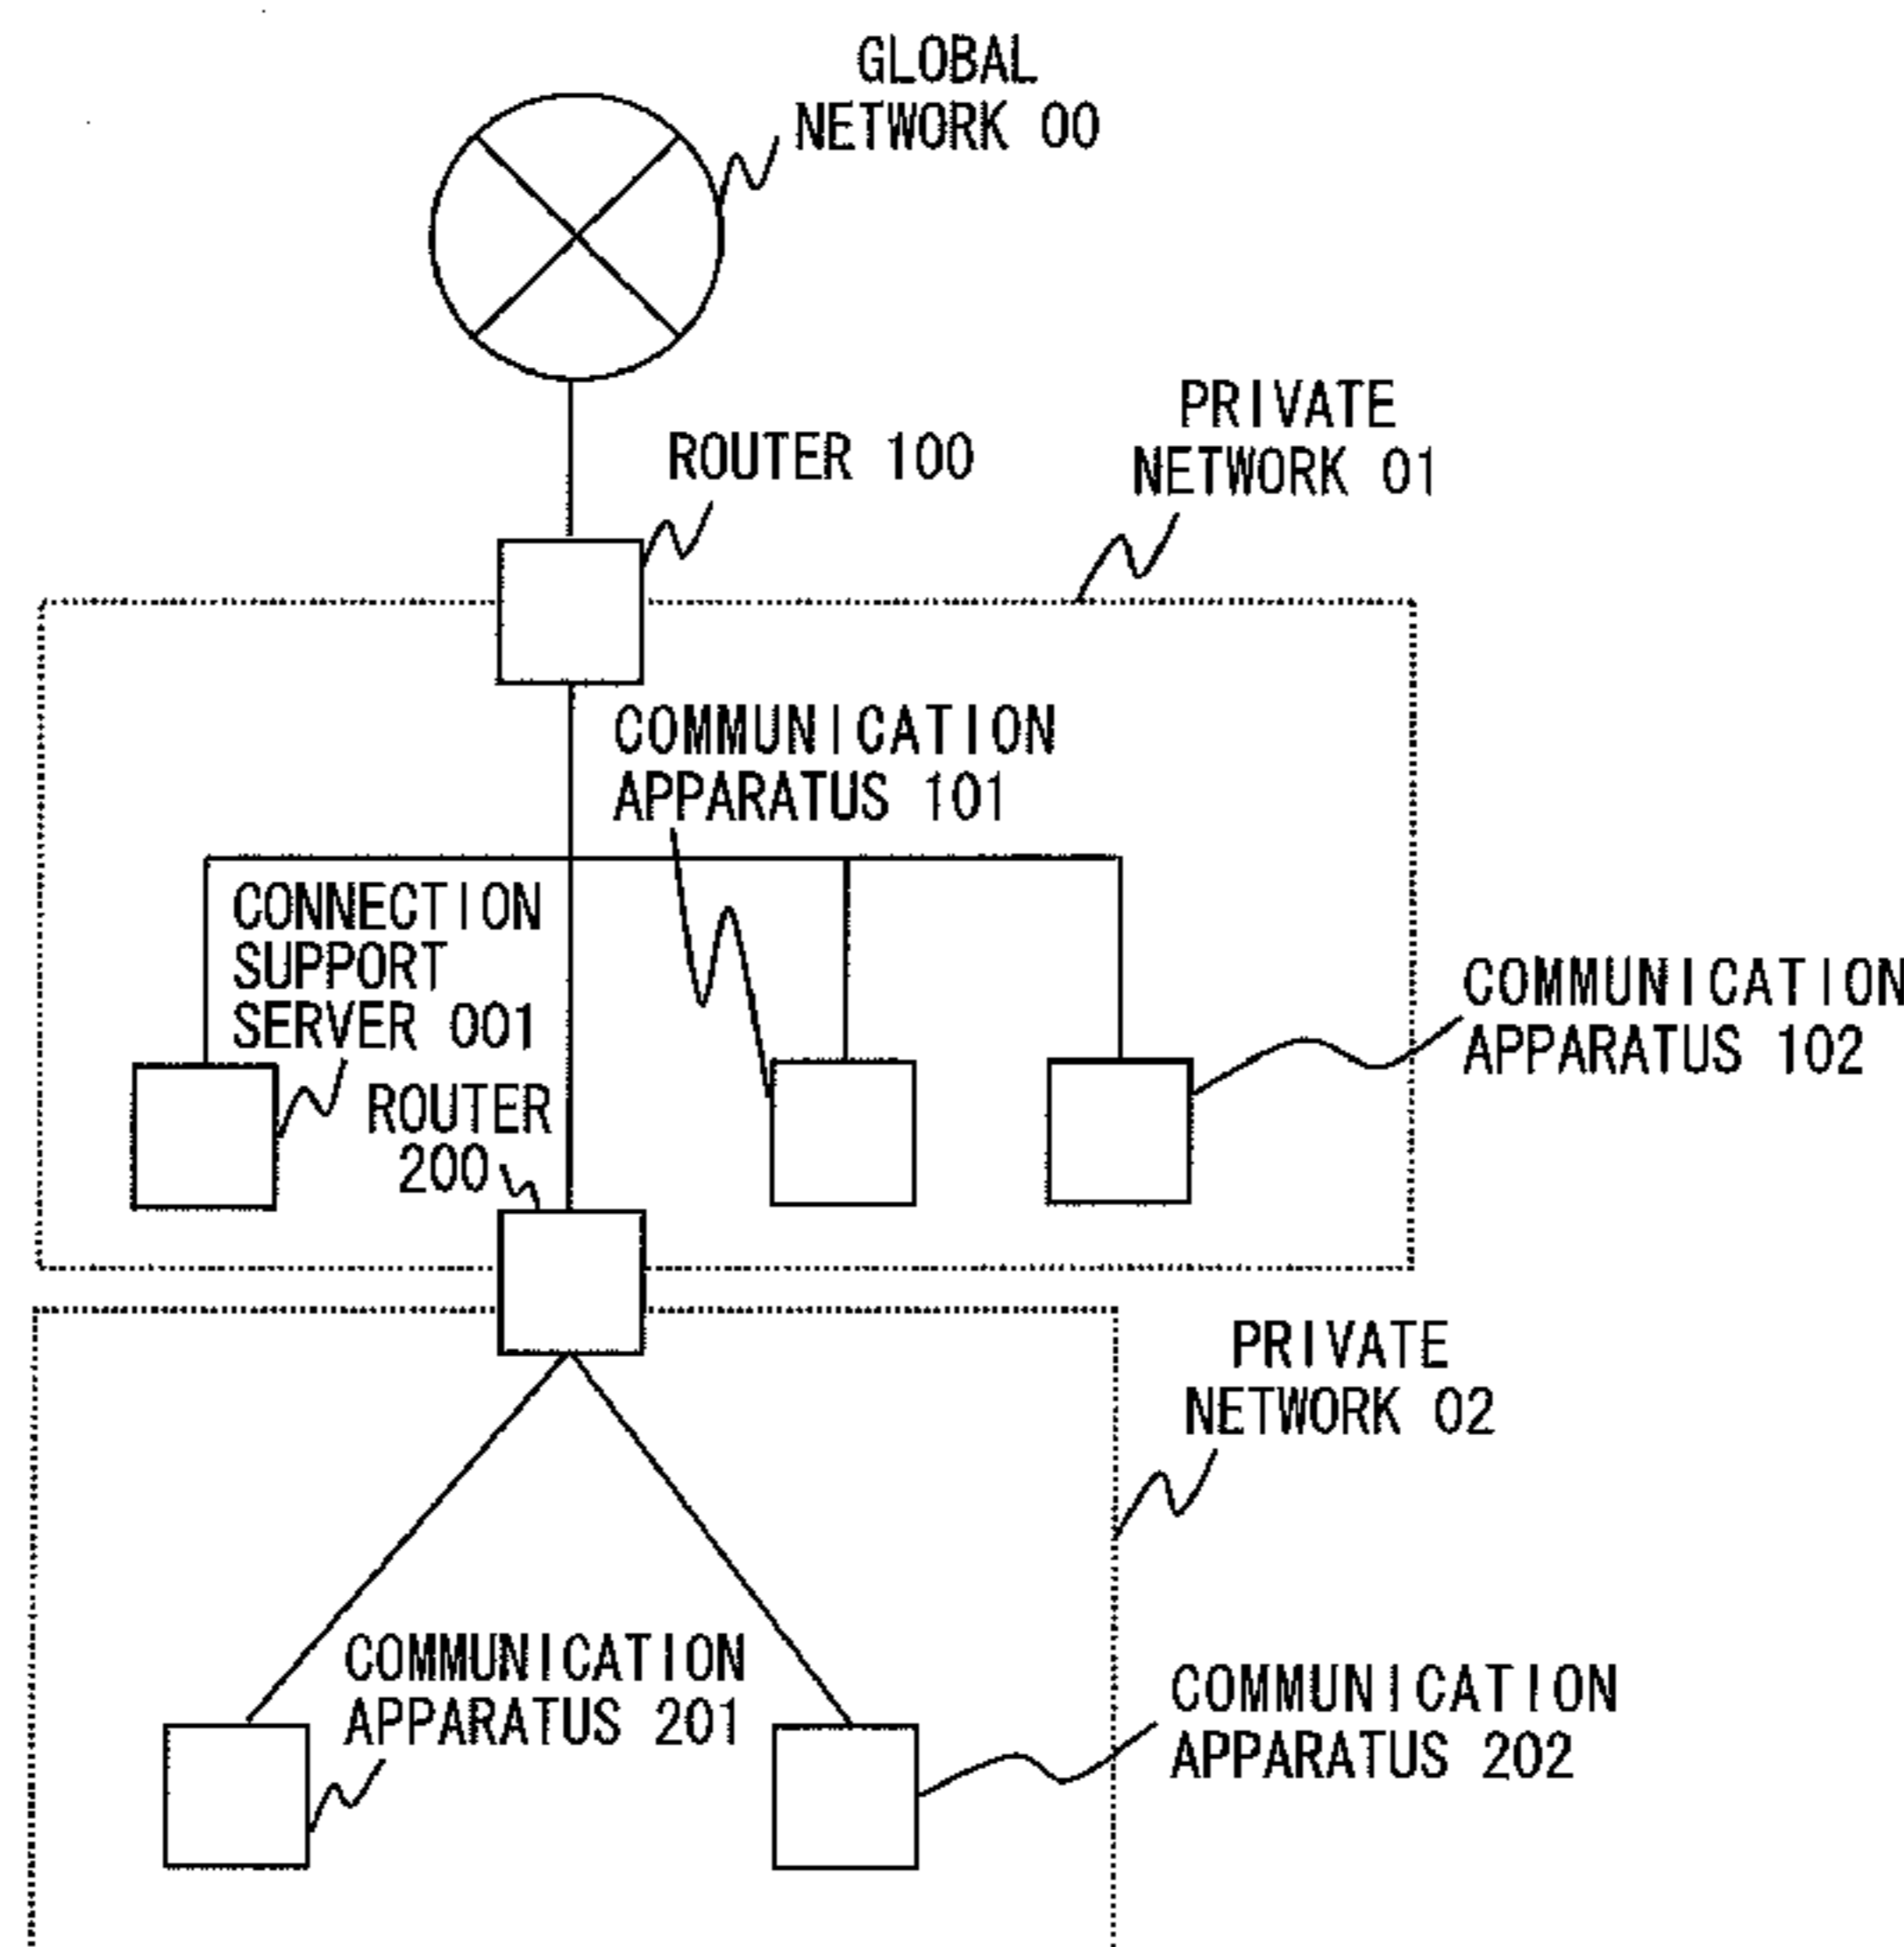 GLOBAL
NETWORK 00
PRIVATE
NETWORK 01
ROUTER 100
COMMUNICATION
APPARATUS 101
CONNECTION
SUPPORT
SERVER 001
COMMUNICATION
APPARATUS 102
ROUTER
200
PRIVATE
NETWORK 02
COMMUNICATION
APPARATUS 201
COMMUNICATION
APPARATUS 202